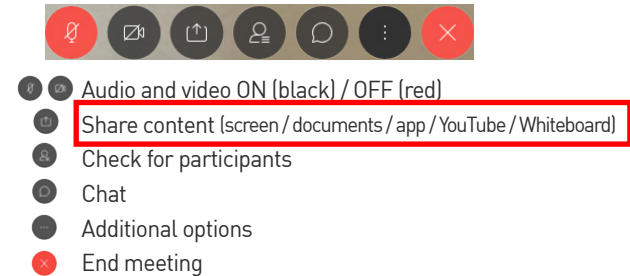 Audio and video ON (black) / OFF (red)
Share content (screen / documents / app / YouTube / Whiteboard)
Check for participants
Chat
Additional options
End meeting